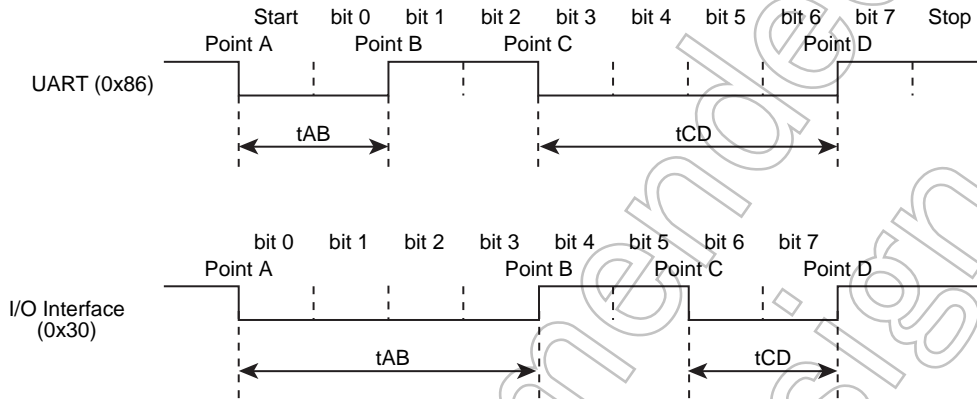 Start bit 0 bit 1 bit 2 bit 3 bit 4 bit 5 bit 6 bit 7 Stop
Point A Point B Point C Point D
UART (0x86)
tAB tCD
bit 0 bit 1 bit 2 bit 3 bit 4 bit 5 bit 6 bit 7
Point A Point B Point C Point D
I/O Interface
(0x30)
tAB tCD